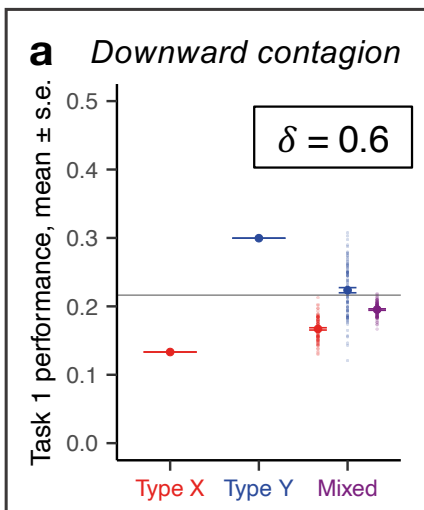 a Downward contagion
δ = 0.6
Task 1 performance, mean ± s.e.
0.5
0.4
0.3
0.2
0.1
0.0
Type X Type Y Mixed